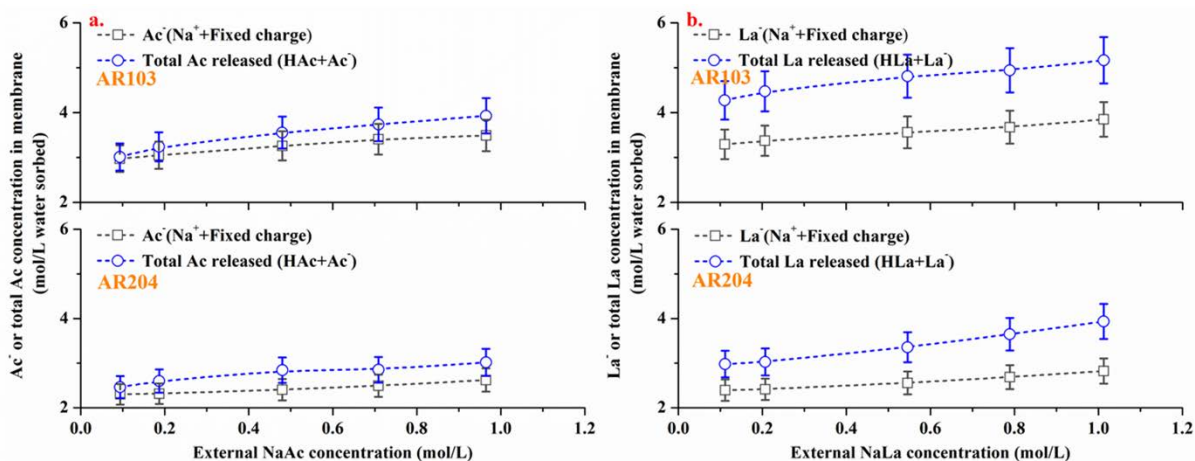 a.
Ac⁻(Na⁺+Fixed charge)
Total Ac released (HAc+Ac⁻)
AR103
6
4
2
Ac⁻(Na⁺+Fixed charge)
Total Ac released (HAc+Ac⁻)
AR204
6
4
2
0.0 0.2 0.4 0.6 0.8 1.0 1.2
External NaAc concentration (mol/L)
Ac⁻ or total Ac concentration in membrane
(mol/L water sorbed)
b.
La⁻(Na⁺+Fixed charge)
Total La released (HLa+La⁻)
AR103
6
4
2
La⁻(Na⁺+Fixed charge)
Total La released (HLa+La⁻)
AR204
6
4
2
0.0 0.2 0.4 0.6 0.8 1.0 1.2
External NaLa concentration (mol/L)
La⁻ or total La concentration in membrane
(mol/L water sorbed)